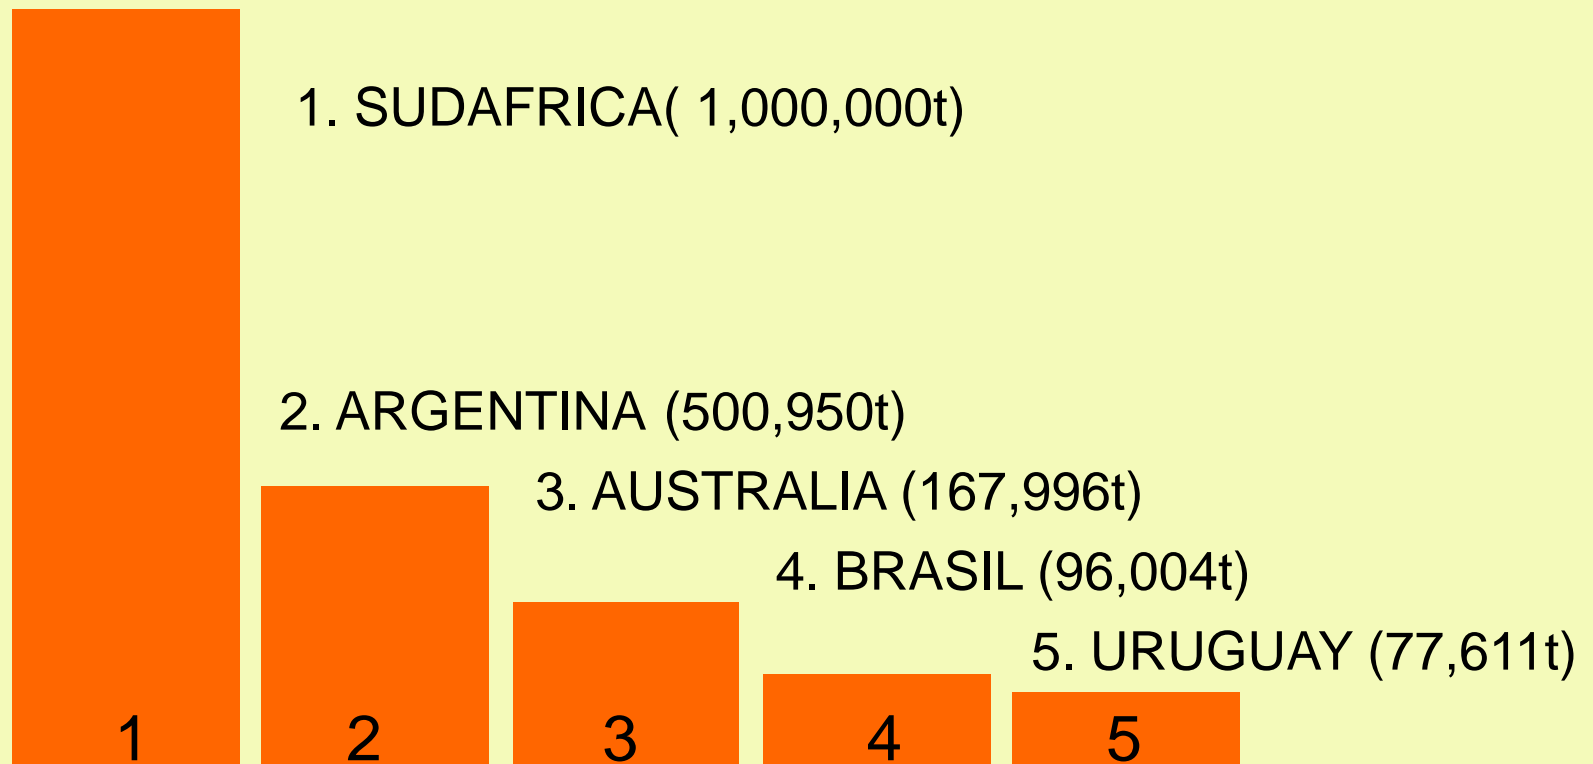 1. SUDAFRICA( 1,000,000t)
2. ARGENTINA (500,950t)
3. AUSTRALIA (167,996t)
4. BRASIL (96,004t)
5. URUGUAY (77,611t)
1 2 3 4 5